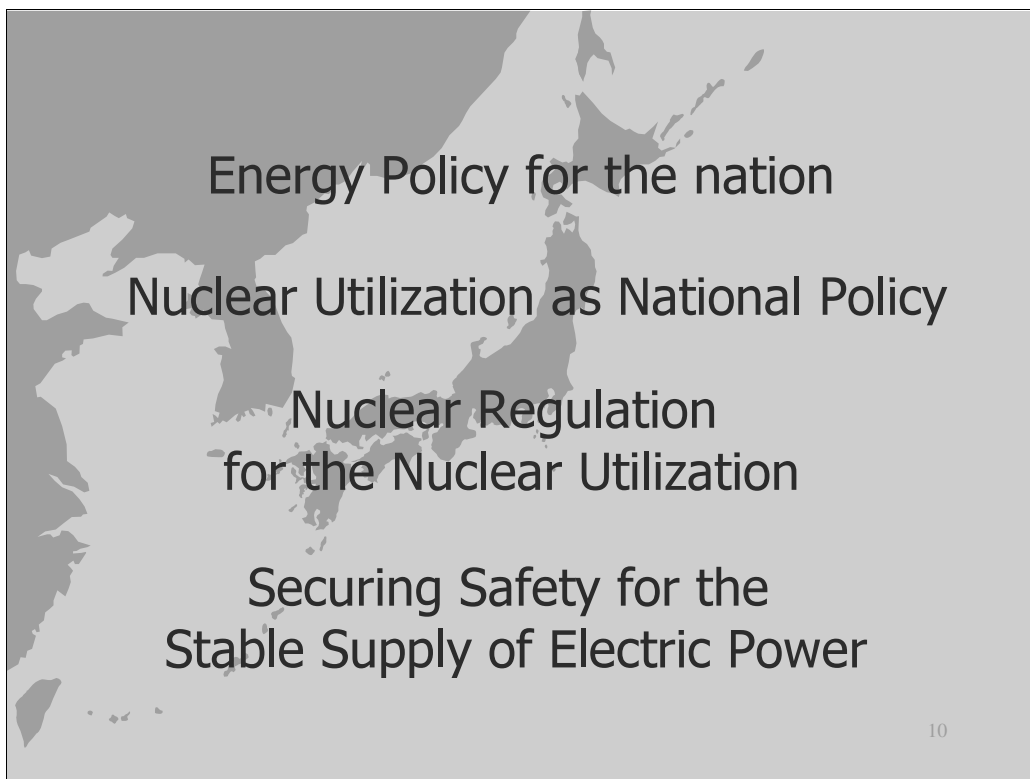 Energy Policy for the nation
Nuclear Utilization as National Policy
Nuclear Regulation
for the Nuclear Utilization
Securing Safety for the
Stable Supply of Electric Power
10